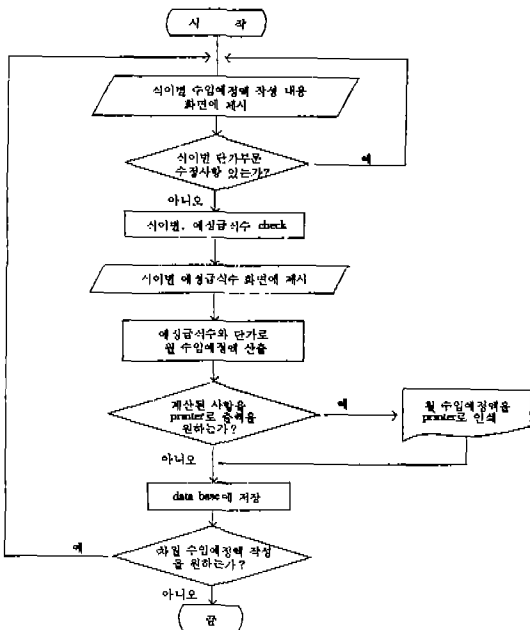 시 작
식이별 수입예정액 작성 내용
화면에 제시
식이별 단가부문
수정사항 있는가?
예
아니오
식이별, 예상급식수 check
식이별 예상급식수 화면에 제시
예상급식수와 단가로
월 수입예정액 산출
계산된 사항을
printer로 출력을
원하는가?
예
월 수입예정액을
printer로 인쇄
아니오
data base에 저장
예
차월 수입예정액 작성
을 원하는가?
아니오
끝